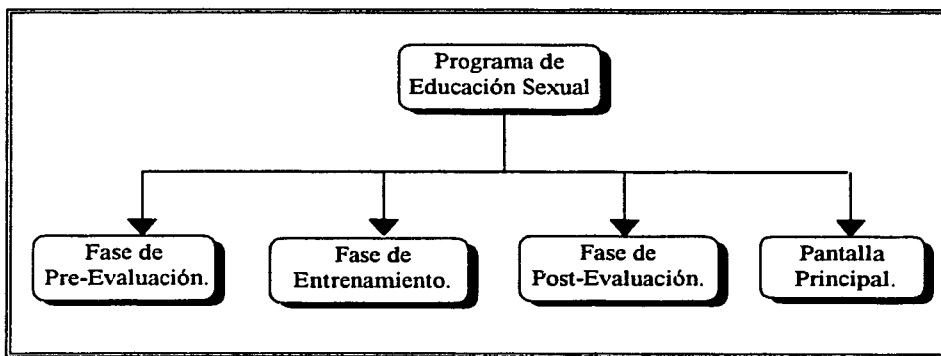 Programa de
Educación Sexual
Fase de
Pre-Evaluación.
Fase de
Entrenamiento.
Fase de
Post-Evaluación.
Pantalla
Principal.